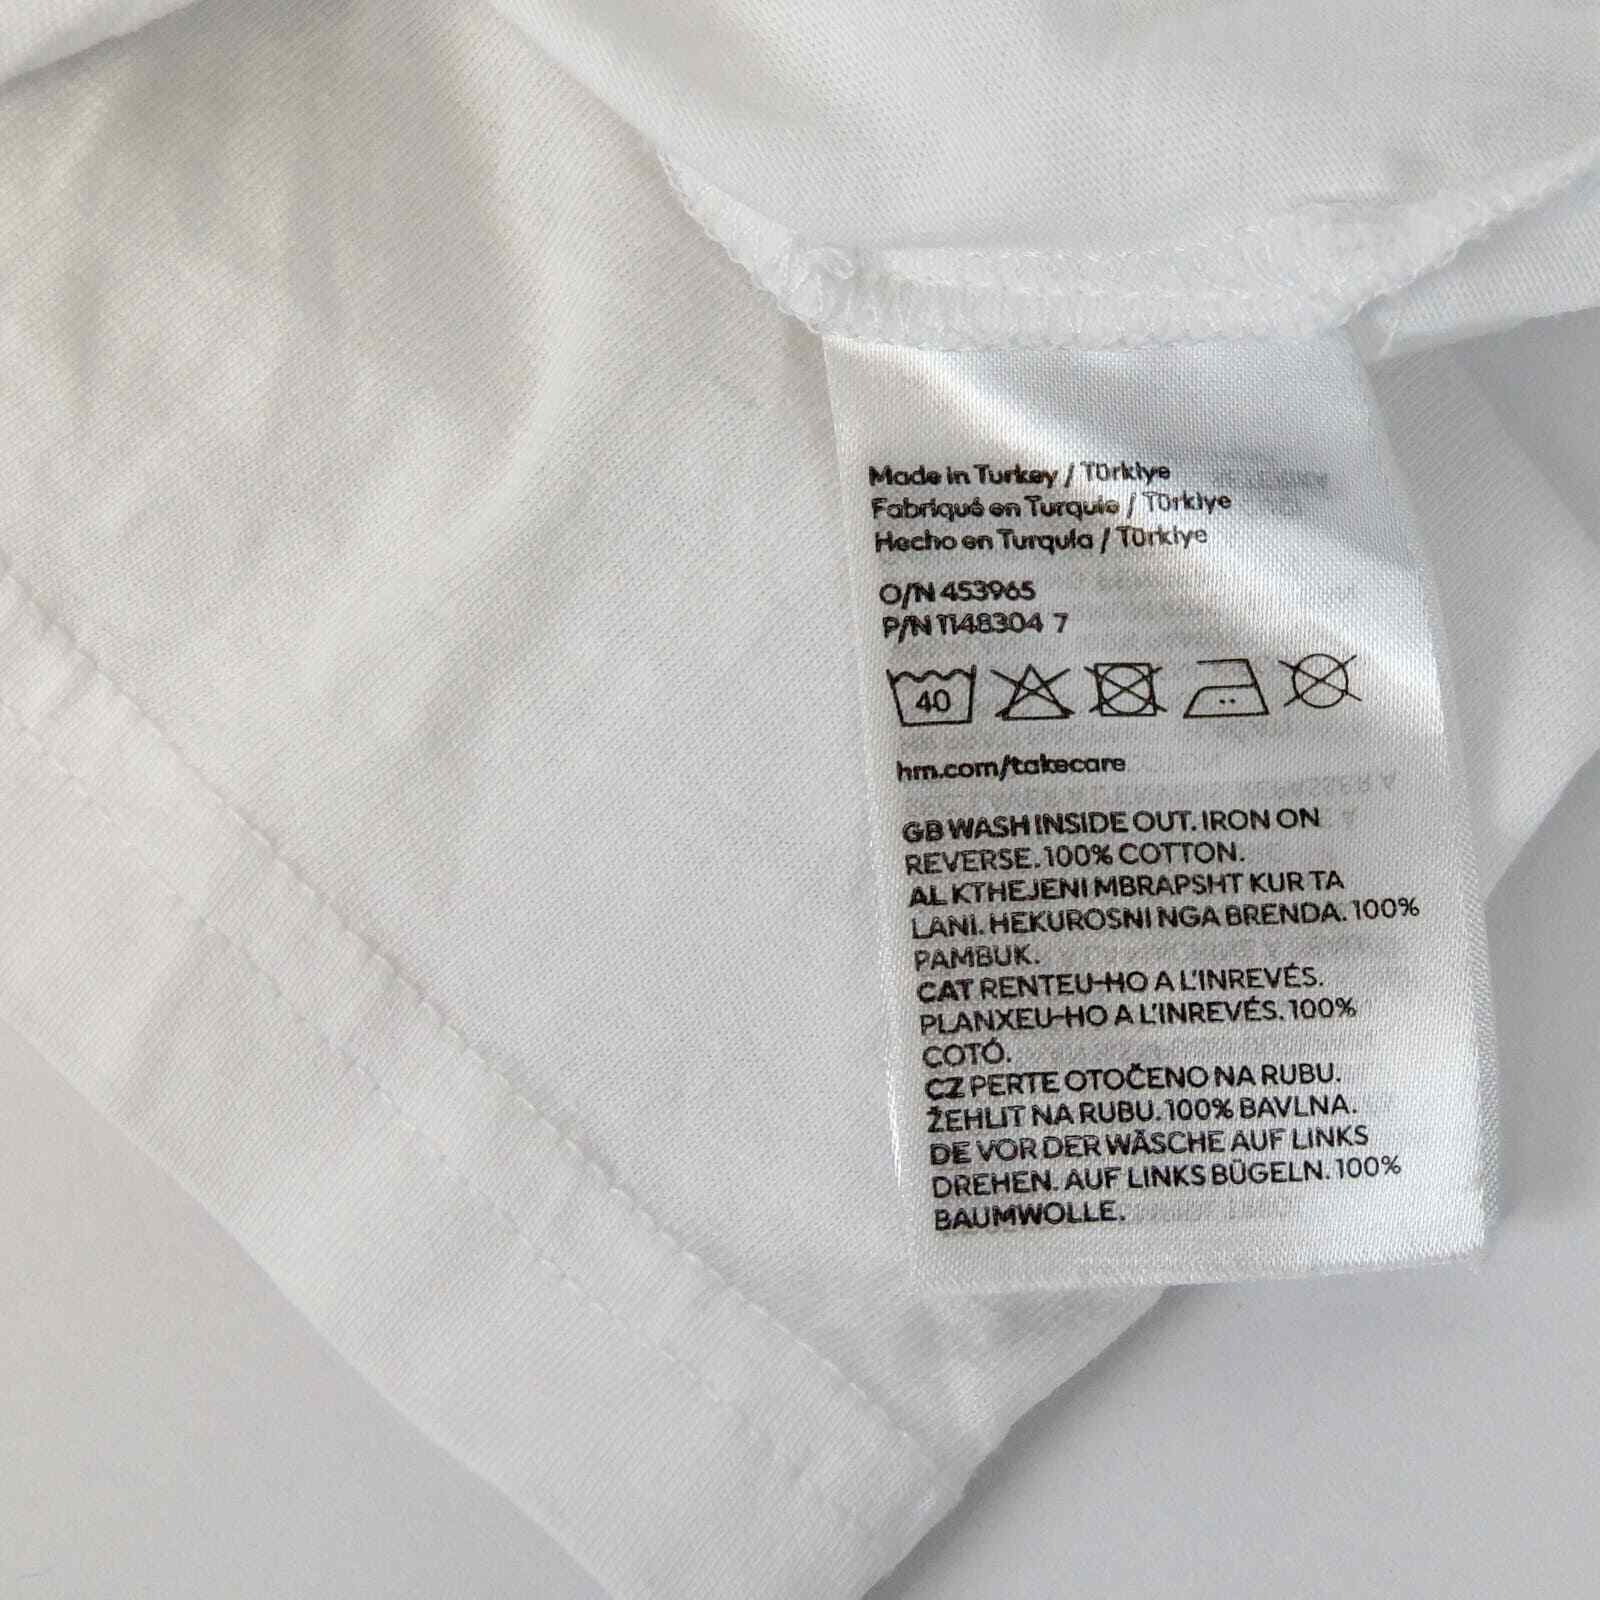 Made in Turkey / Türkiye
Fabriqué en Turquie / Türkiye
Hecho en Turquía / Türkiye
O/N 453965
P/N 1148304 7
40
hm.com/takecare
GB WASH INSIDE OUT. IRON ON
REVERSE. 100% COTTON.
AL KTHEJENI MBRAPSHT KUR TA
LANI. HEKUROSNI NGA BRENDA. 100%
PAMBUK.
CAT RENTEU-HO A L'INREVÉS.
PLANXEU-HO A L'INREVÉS. 100%
COTÓ.
CZ PERTE OTOČENO NA RUBU.
ŽEHLIT NA RUBU. 100% BAVLNA.
DE VOR DER WÄSCHE AUF LINKS
DREHEN. AUF LINKS BÜGELN. 100%
BAUMWOLLE.